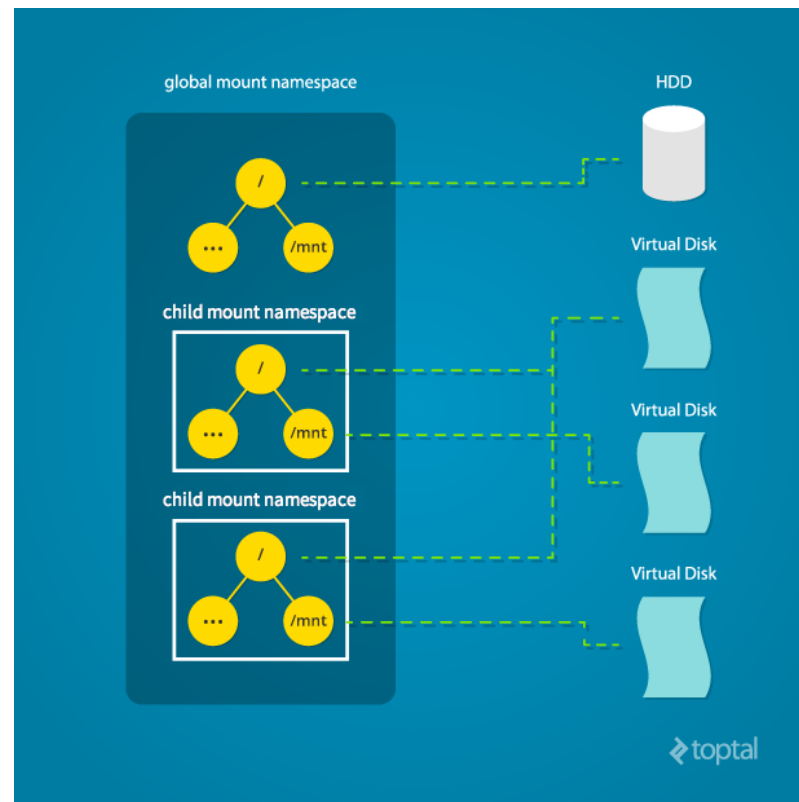 global mount namespace
HDD
/
...
/mnt
Virtual Disk
child mount namespace
/
...
/mnt
Virtual Disk
child mount namespace
/
...
/mnt
Virtual Disk
toptal